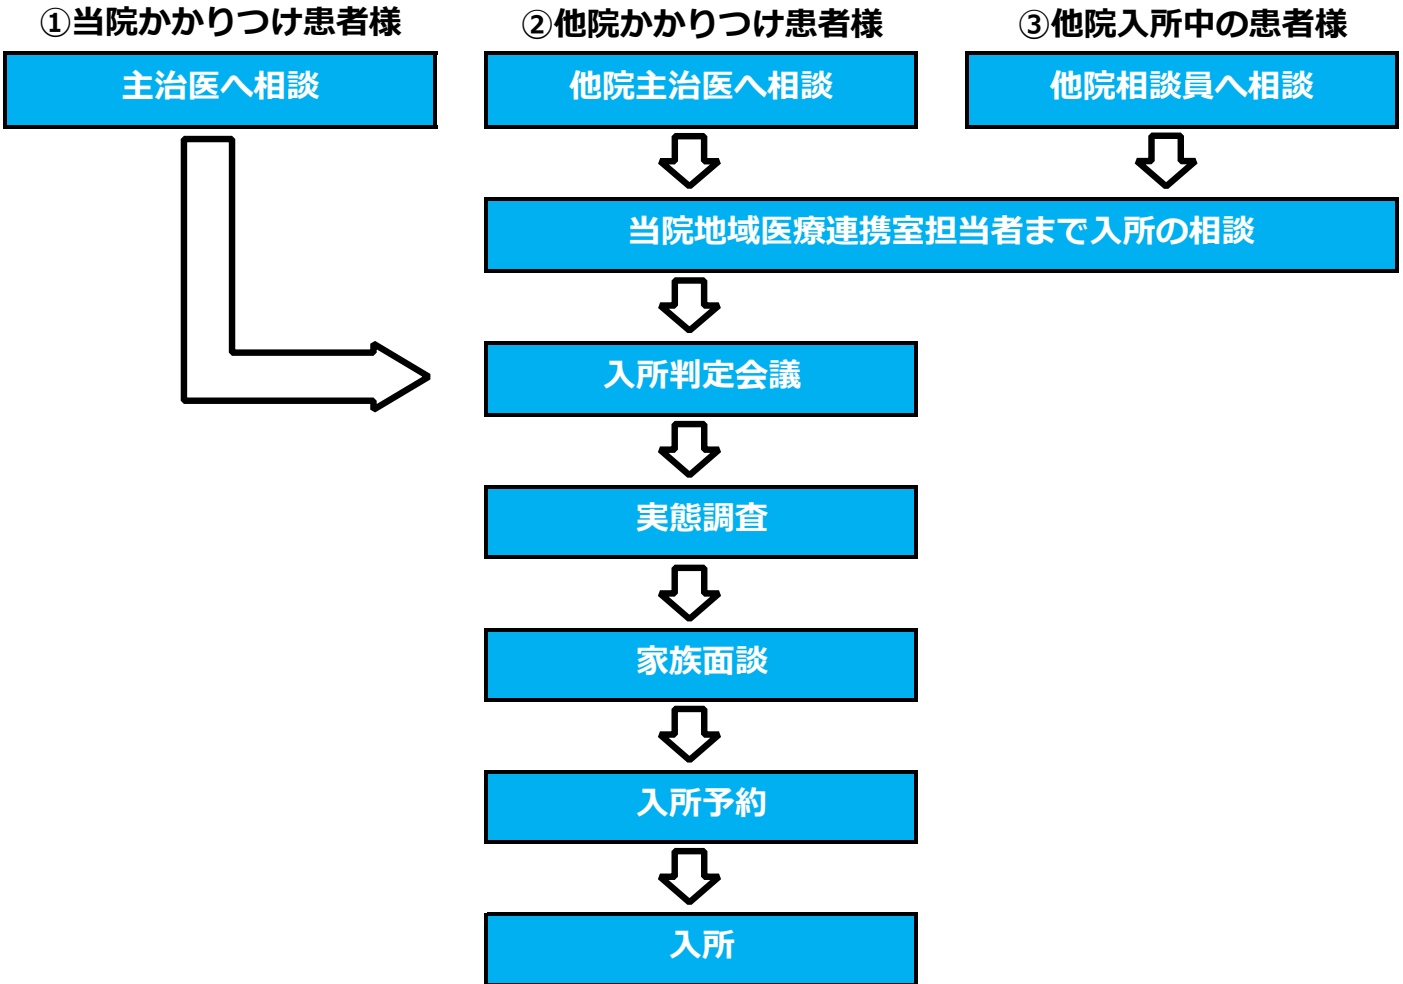 ①当院かかりつけ患者様
②他院かかりつけ患者様
③他院入所中の患者様
主治医へ相談
他院主治医へ相談
他院相談員へ相談
当院地域医療連携室担当者まで入所の相談
入所判定会議
実態調査
家族面談
入所予約
入所